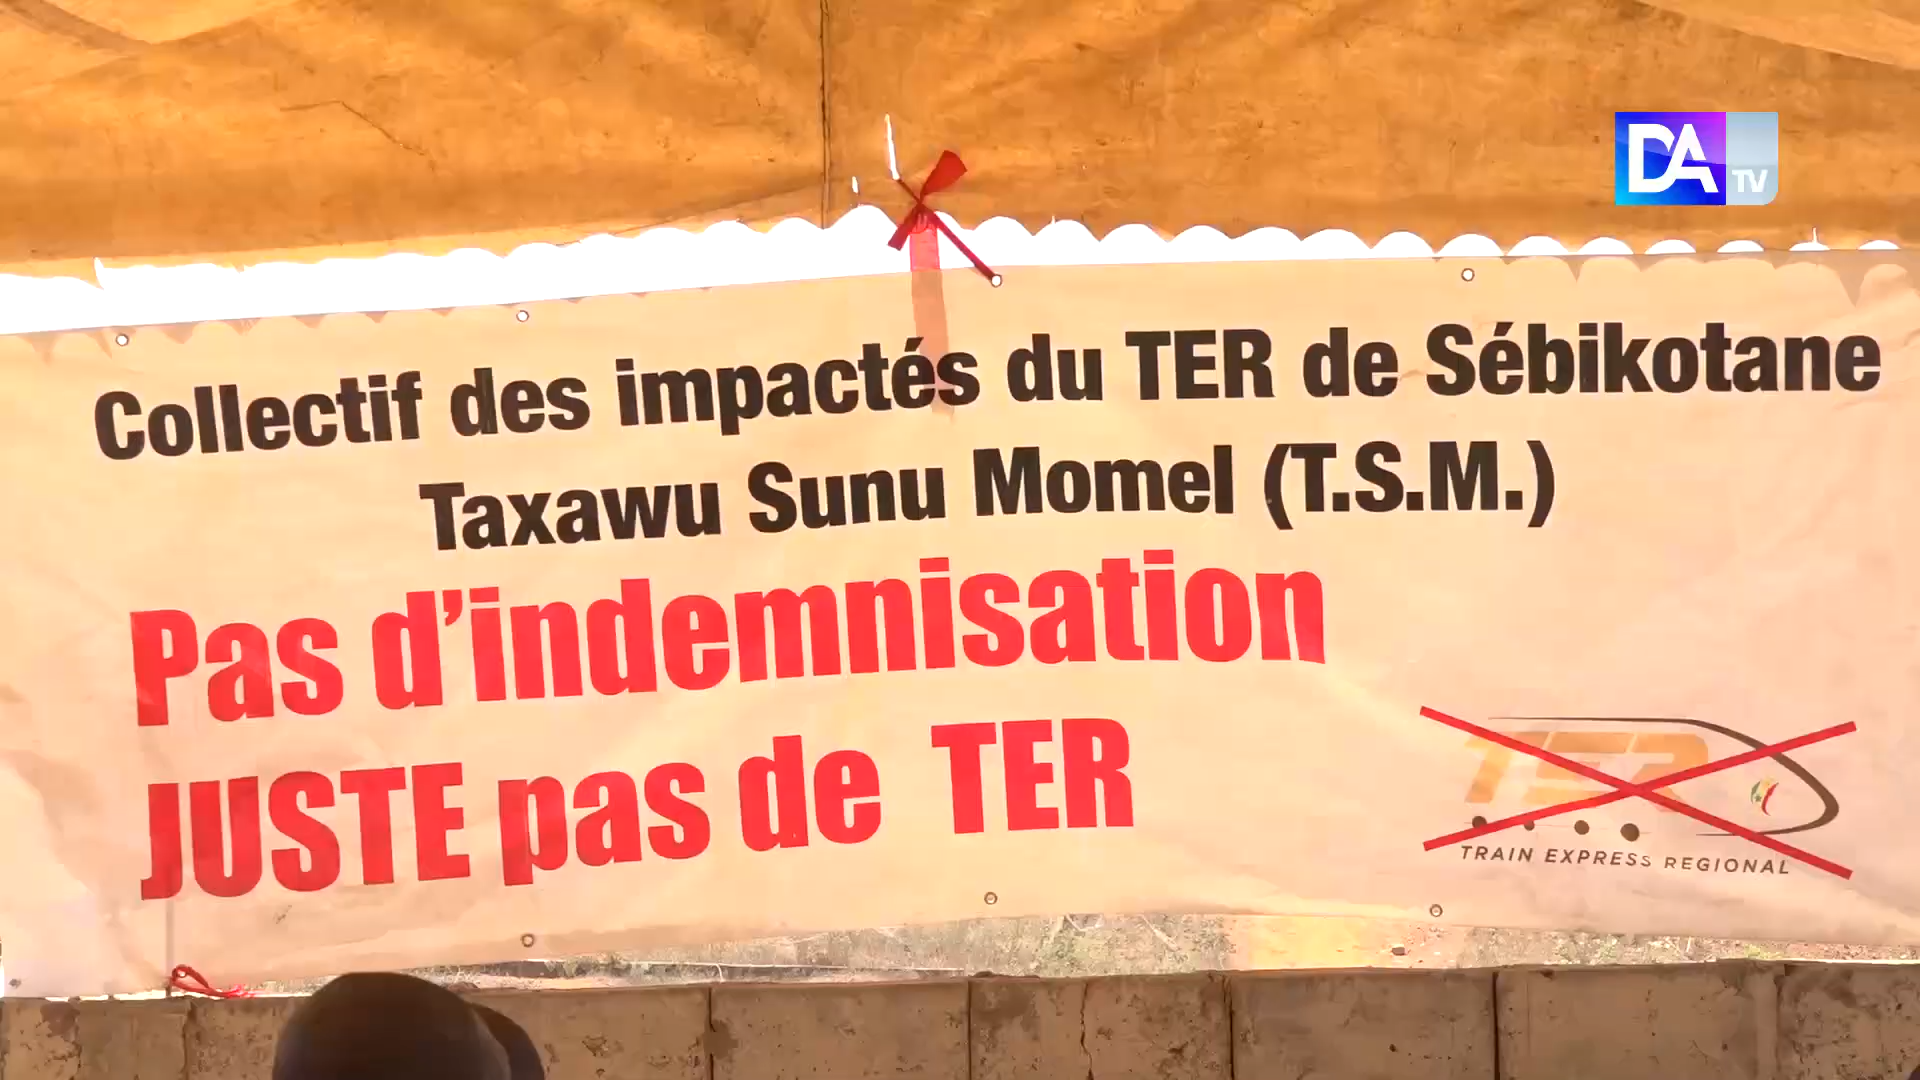 DA TV
Collectif des impactés du TER de Sébikotane
Taxawu Sunu Momel (T.S.M.)
Pas d'indemnisation
JUSTE pas de TER
TER
TRAIN EXPRESS REGIONAL